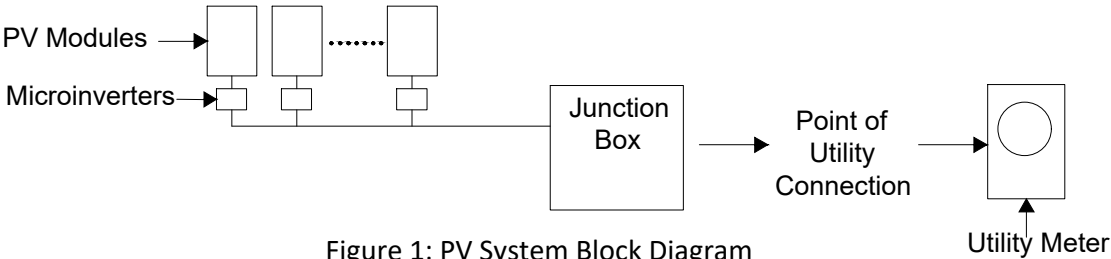 PV Modules
Microinverters
Junction
Box
Point of
Utility
Connection
Utility Meter
Figure 1: PV System Block Diagram